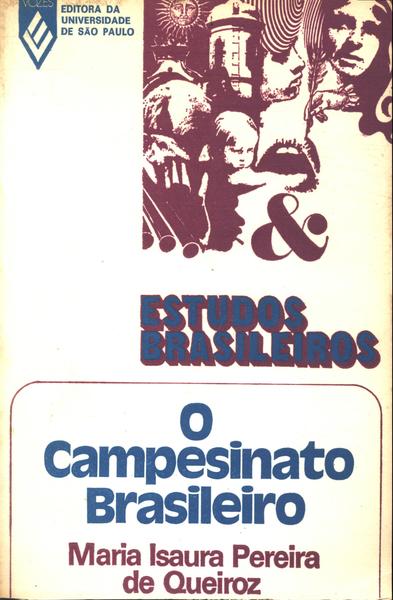 VOZES
EDITORA DA
UNIVERSIDADE
DE SÃO PAULO
&
ESTUDOS
BRASILEIROS
O
Campesinato
Brasileiro
Maria Isaura Pereira
de Queiroz